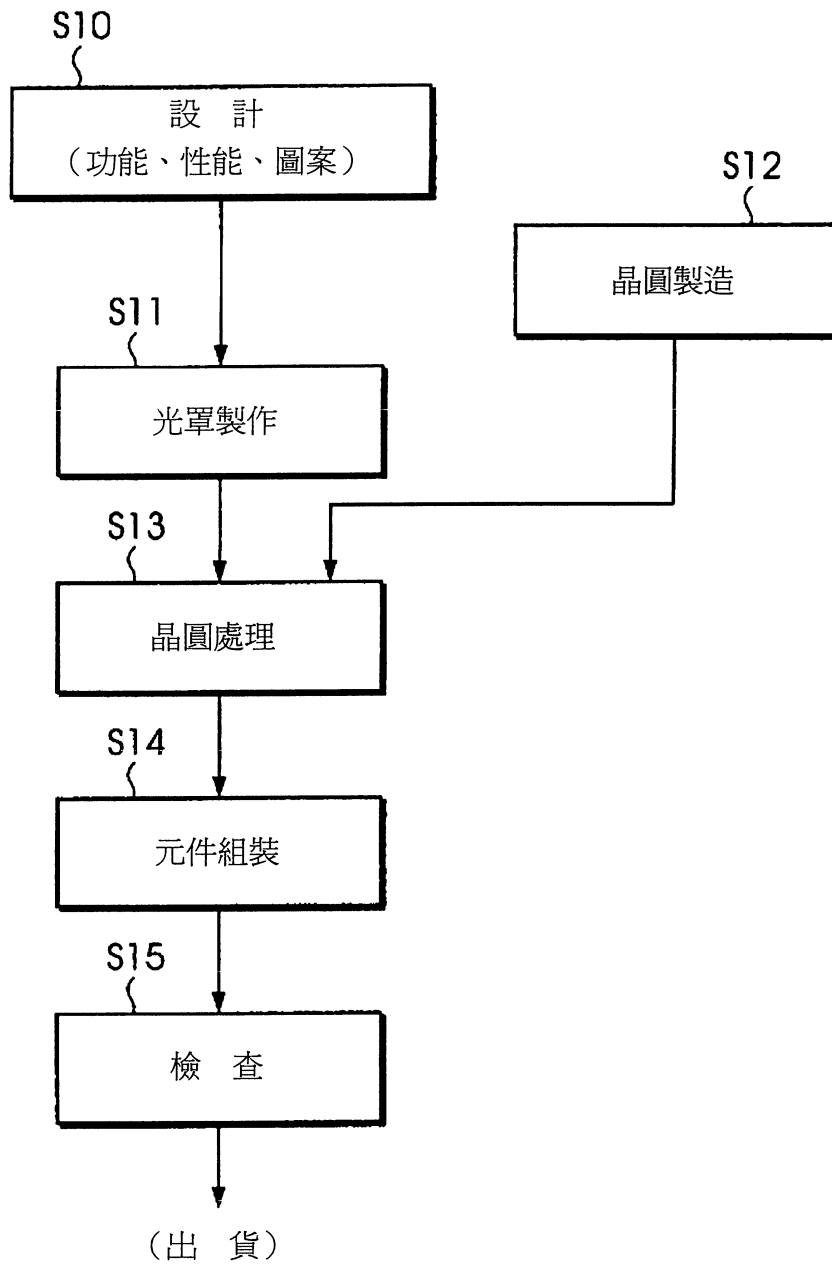 S10
設 計
（功能、性能、圖案）
S12
晶圓製造
S11
光罩製作
S13
晶圓處理
S14
元件組裝
S15
檢 查
（出 貨）